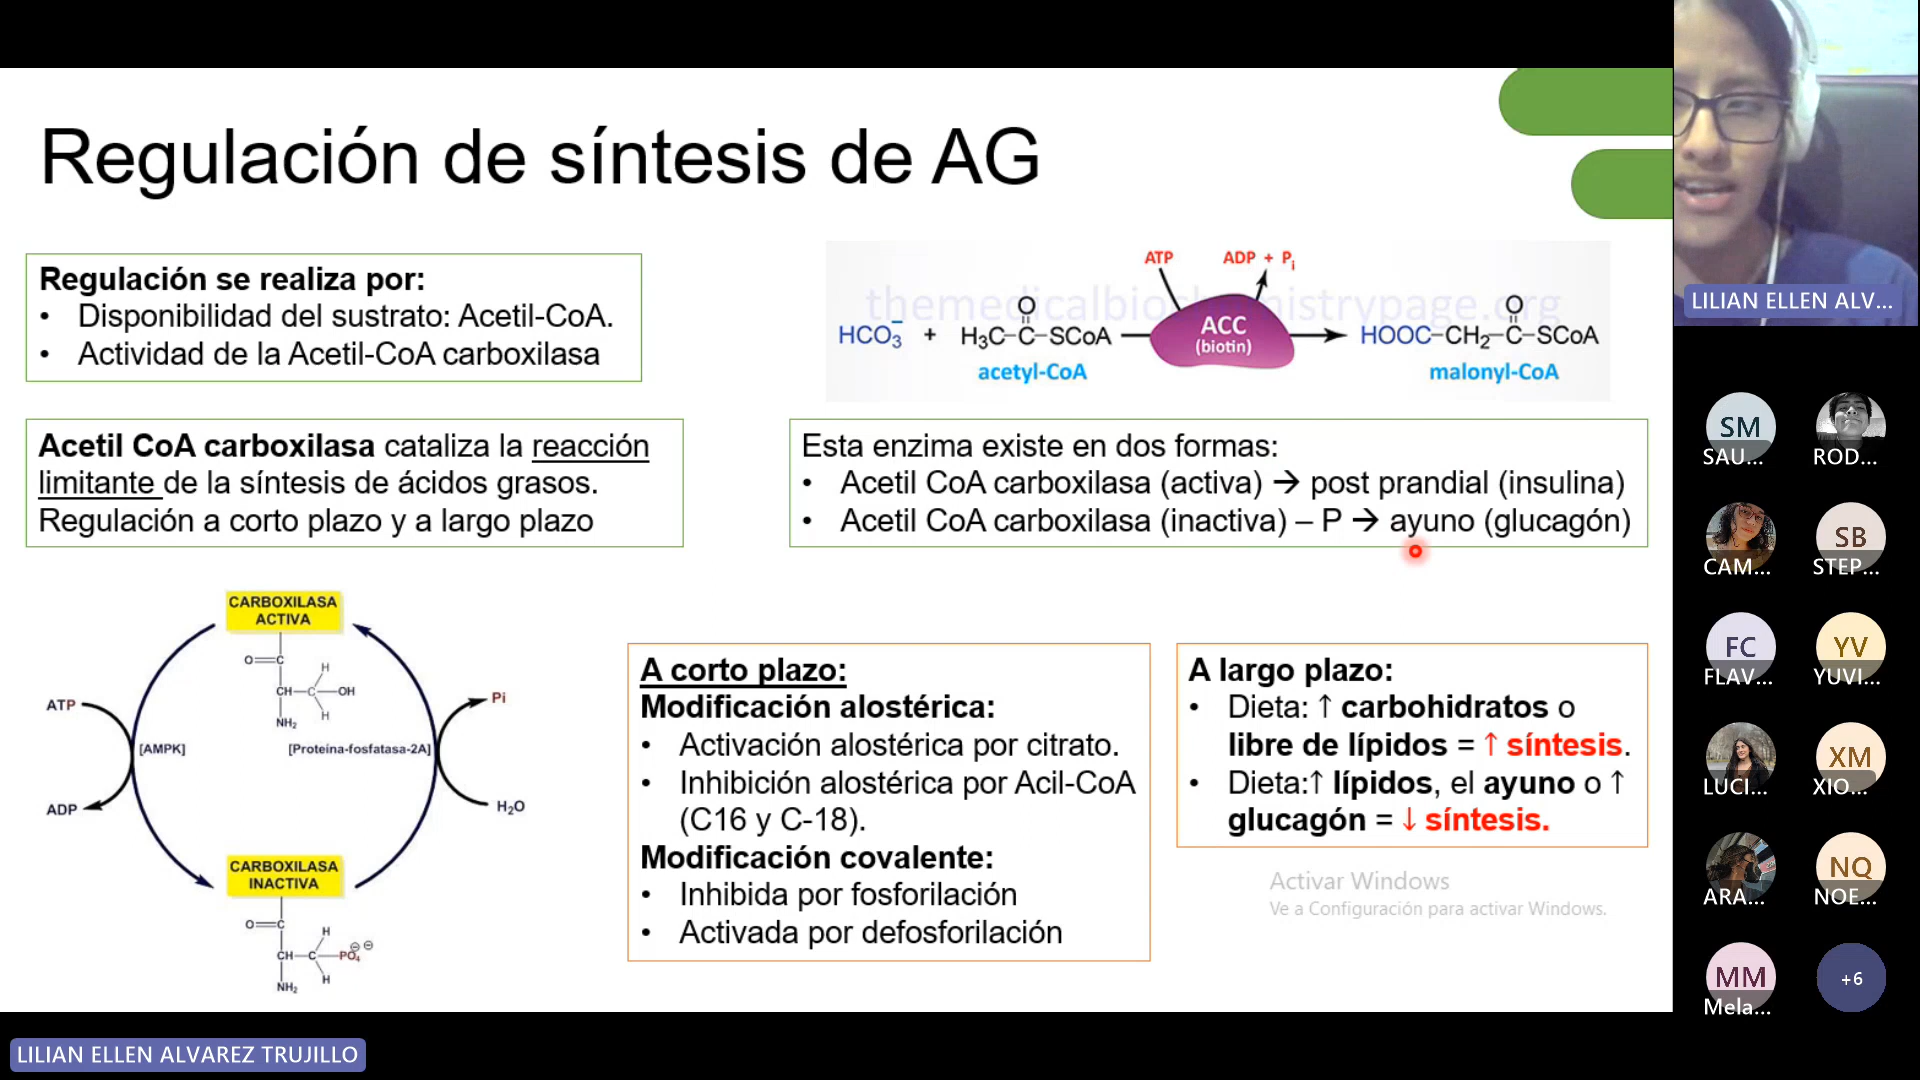 Regulación de síntesis de AG
Regulación se realiza por:
• Disponibilidad del sustrato: Acetil-CoA.
• Actividad de la Acetil-CoA carboxilasa
themedicalbiochemistrypage.org
ATP
ADP + Pi
HCO3- + H3C-C-SCoA
O
ACC
(biotin)
HOOC-CH2-C-SCoA
O
acetyl-CoA
malonyl-CoA
Acetil CoA carboxilasa cataliza la reacción
limitante de la síntesis de ácidos grasos.
Regulación a corto plazo y a largo plazo
Esta enzima existe en dos formas:
• Acetil CoA carboxilasa (activa) → post prandial (insulina)
• Acetil CoA carboxilasa (inactiva) – P → ayuno (glucagón)
CARBOXILASA
ACTIVA
O=C
H
CH-C-OH
H
NH2
ATP
Pi
[AMPK]
[Proteína-fosfatasa-2A]
ADP
H2O
CARBOXILASA
INACTIVA
O=C
H
CH-C-PO4
⊖⊖
H
NH2
A corto plazo:
Modificación alostérica:
• Activación alostérica por citrato.
• Inhibición alostérica por Acil-CoA
(C16 y C-18).
Modificación covalente:
• Inhibida por fosforilación
• Activada por defosforilación
A largo plazo:
• Dieta: ↑ carbohidratos o
libre de lípidos = ↑ síntesis.
• Dieta:↑ lípidos, el ayuno o ↑
glucagón = ↓ síntesis.
Activar Windows
Ve a Configuración para activar Windows.
LILIAN ELLEN ALV...
SM
SAU...
ROD...
CAM...
SB
STEP...
FC
FLAV...
YV
YUVI...
LUCI...
XM
XIO...
ARA...
NQ
NOE...
MM
Mela...
+6
LILIAN ELLEN ALVAREZ TRUJILLO